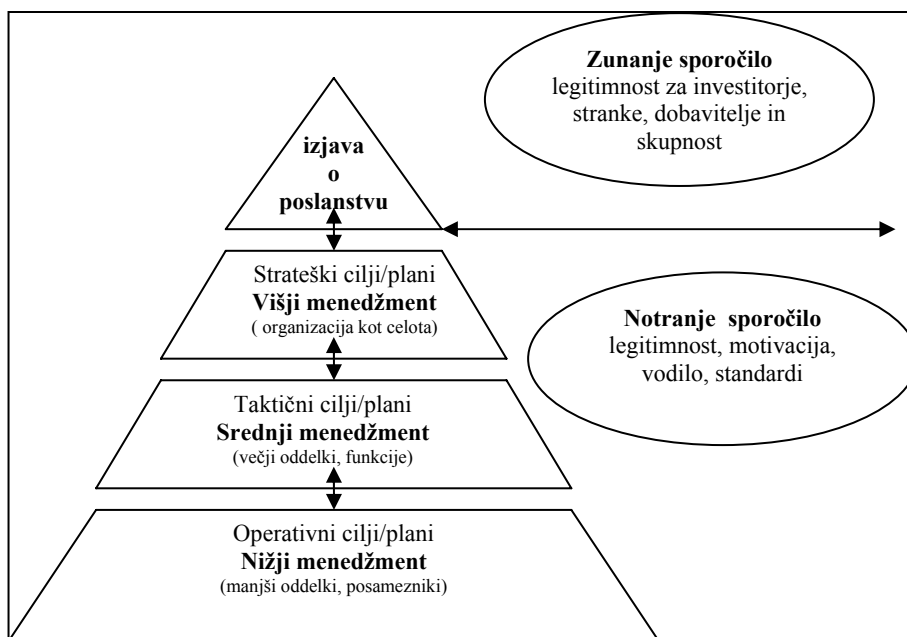 izjava
o
poslanstvu
Zunanje sporočilo
legitimnost za investitorje,
stranke, dobavitelje in
skupnost
Strateški cilji/plani
Višji menedžment
( organizacija kot celota)
Notranje sporočilo
legitimnost, motivacija,
vodilo, standardi
Taktični cilji/plani
Srednji menedžment
(večji oddelki, funkcije)
Operativni cilji/plani
Nižji menedžment
(manjši oddelki, posamezniki)